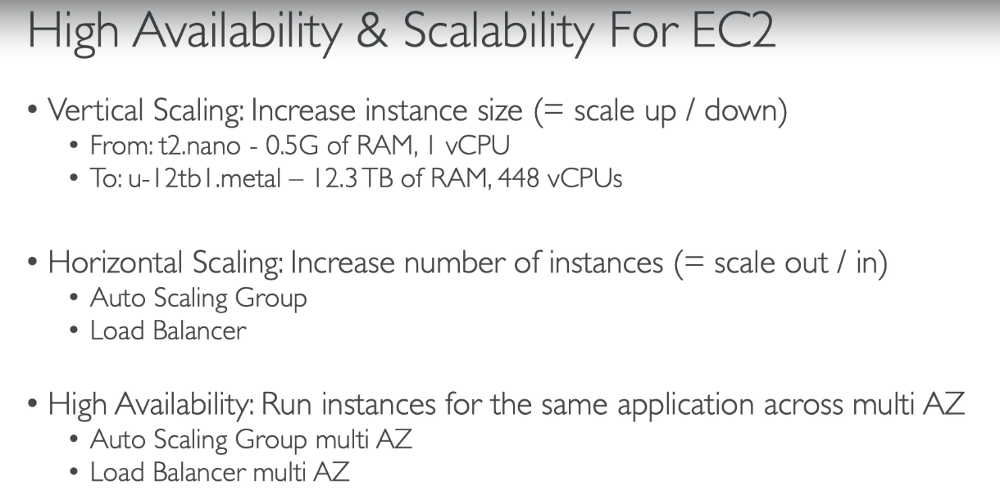 High Availability & Scalability For EC2
• Vertical Scaling: Increase instance size (= scale up / down)
• From: t2.nano - 0.5G of RAM, 1 vCPU
• To: u-12tb1.metal – 12.3 TB of RAM, 448 vCPUs
• Horizontal Scaling: Increase number of instances (= scale out / in)
• Auto Scaling Group
• Load Balancer
• High Availability: Run instances for the same application across multi AZ
• Auto Scaling Group multi AZ
• Load Balancer multi AZ